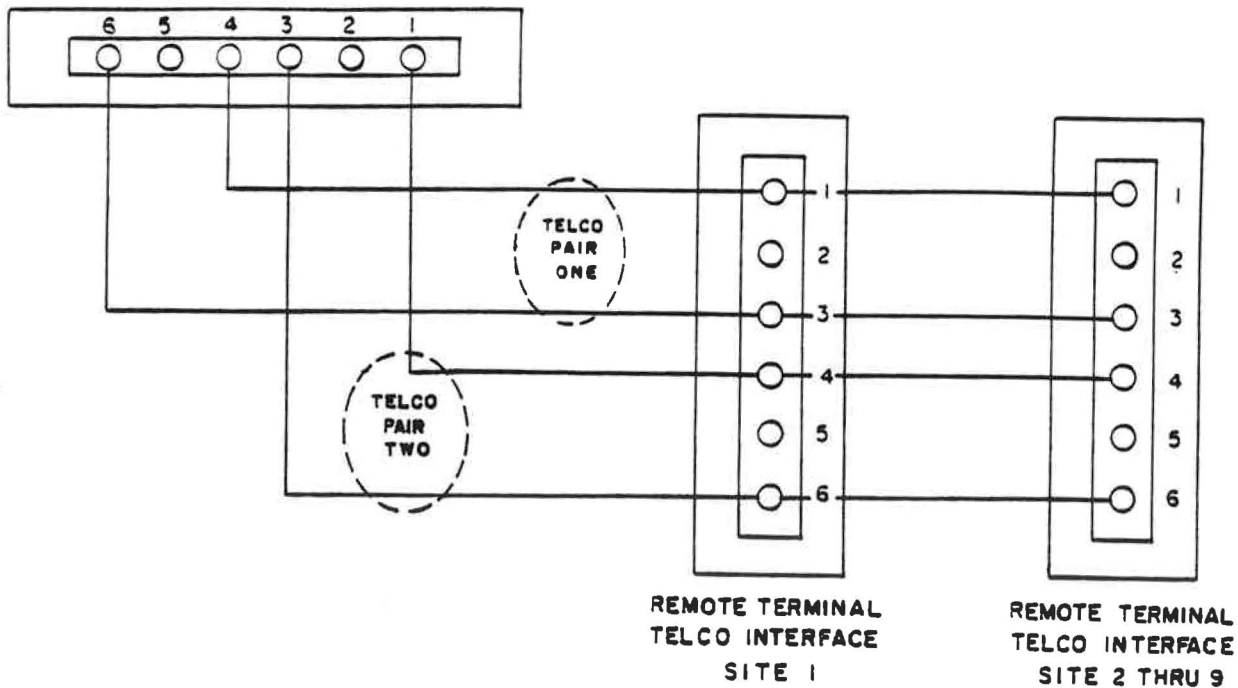 6 5 4 3 2 1
1
2
3
4
5
6
1
2
3
4
5
6
TELCO
PAIR
ONE
TELCO
PAIR
TWO
REMOTE TERMINAL
TELCO INTERFACE
SITE 1
REMOTE TERMINAL
TELCO INTERFACE
SITE 2 THRU 9